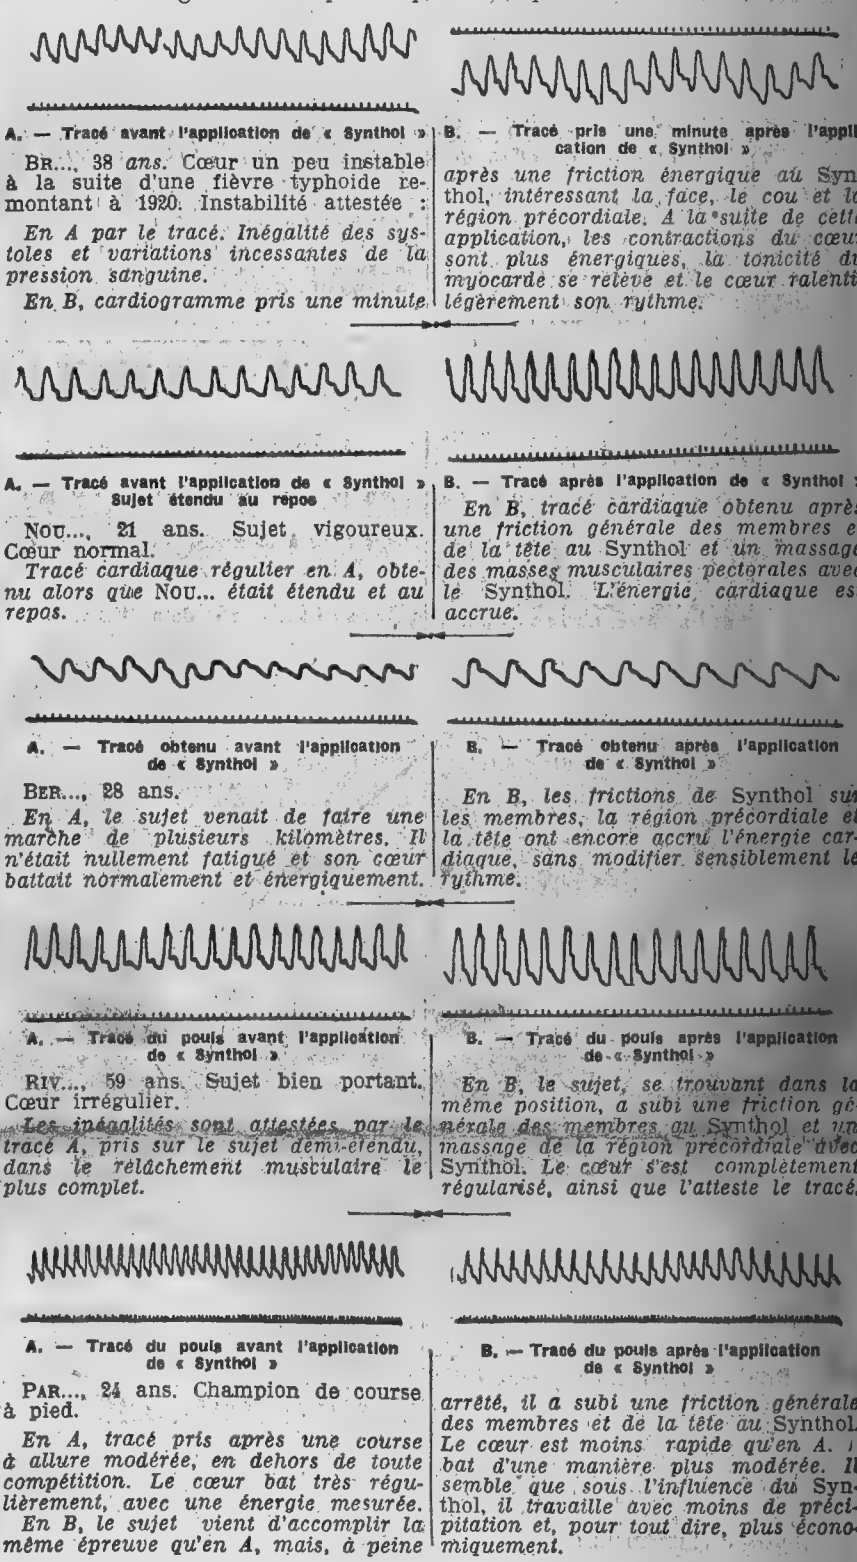 A. — Tracé avant l'application de « Synthol »
BR..., 38 ans. Cœur un peu instable
à la suite d'une fièvre typhoide re-
montant à 1920. Instabilité attestée :
En A par le tracé. Inégalité des sys-
toles et variations incessantes de la
pression sanguine.
En B, cardiogramme pris une minute
B. — Tracé pris une minute après l'appli
cation de « Synthol »
après une friction énergique au Syn
thol, intéressant la face, le cou et l
région précordiale. A la suite de cett
application, les contractions du cœu
sont plus énergiques, la tonicité d
myocarde se relève et le cœur ralenti
légèrement son rythme.
A. — Tracé avant l'application de « Synthol »
Sujet étendu au repos
NOU..., 21 ans. Sujet vigoureux.
Cœur normal.
Tracé cardiaque régulier en A, obte-
nu alors que NOU... était étendu et au
repos.
B. — Tracé après l'application de « Synthol
En B, tracé cardiaque obtenu aprè
une friction générale des membres e
de la tête au Synthol et un massage
des masses musculaires pectorales avec
le Synthol. L'énergie cardiaque es
accrue.
A. — Tracé obtenu avant l'application
de « Synthol »
BER..., 28 ans.
En A, le sujet venait de faire une
marche de plusieurs kilomètres. Il
n'était nullement fatigué et son cœur
battait normalement et énergiquement.
B. — Tracé obtenu après l'application
de « Synthol »
En B, les frictions de Synthol sur
les membres, la région précordiale et
la tête ont encore accru l'énergie car-
diaque, sans modifier sensiblement le
rythme.
A. — Tracé du pouls avant l'application
de « Synthol »
RIV..., 59 ans. Sujet bien portant.
Cœur irrégulier.
Les inégalités sont attestées par le
tracé A, pris sur le sujet demi-étendu,
dans le relâchement musculaire le
plus complet.
B. — Tracé du pouls après l'application
de « Synthol »
En B, le sujet, se trouvant dans la
même position, a subi une friction gé-
nérale des membres au Synthol et un
massage de la région précordiale avec
Synthol. Le cœur s'est complètement
régularisé, ainsi que l'atteste le tracé.
A. — Tracé du pouls avant l'application
de « Synthol »
PAR..., 24 ans. Champion de course
à pied.
En A, tracé pris après une course
à allure modérée, en dehors de toute
compétition. Le cœur bat très régu-
lièrement, avec une énergie mesurée.
En B, le sujet vient d'accomplir la
même épreuve qu'en A, mais, à peine
B. — Tracé du pouls après l'application
de « Synthol »
arrêté, il a subi une friction générale
des membres et de la tête au Synthol.
Le cœur est moins rapide qu'en A. I
bat d'une manière plus modérée. Il
semble que sous l'influence du Syn-
thol, il travaille avec moins de préci-
pitation et, pour tout dire, plus écono-
miquement.